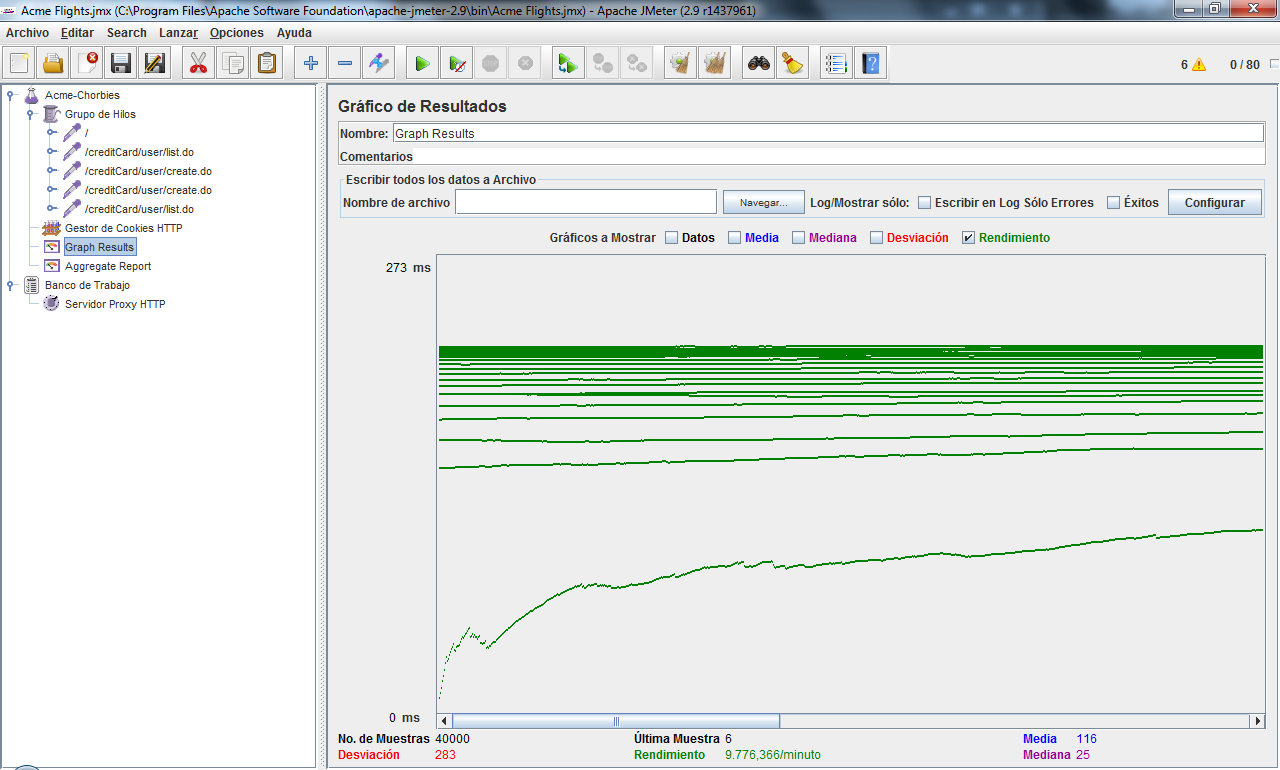 Acme Flights.jmx (C:\Program Files\Apache Software Foundation\apache-jmeter-2.9\bin\Acme Flights.jmx) - Apache JMeter (2.9 r1437961)
Archivo Editar Search Lanzar Opciones Ayuda
6 0 / 80
Acme-Chorbies
Grupo de Hilos
/
/creditCard/user/list.do
/creditCard/user/create.do
/creditCard/user/create.do
/creditCard/user/list.do
Gestor de Cookies HTTP
Graph Results
Aggregate Report
Banco de Trabajo
Servidor Proxy HTTP
Gráfico de Resultados
Nombre: Graph Results
Comentarios
Escribir todos los datos a Archivo
Nombre de archivo Navegar... Log/Mostrar sólo: Escribir en Log Sólo Errores Éxitos Configurar
Gráficos a Mostrar Datos Media Mediana Desviación Rendimiento
273 ms
0 ms
No. de Muestras 40000 Última Muestra 6 Media 116
Desviación 283 Rendimiento 9.776,366/minuto Mediana 25